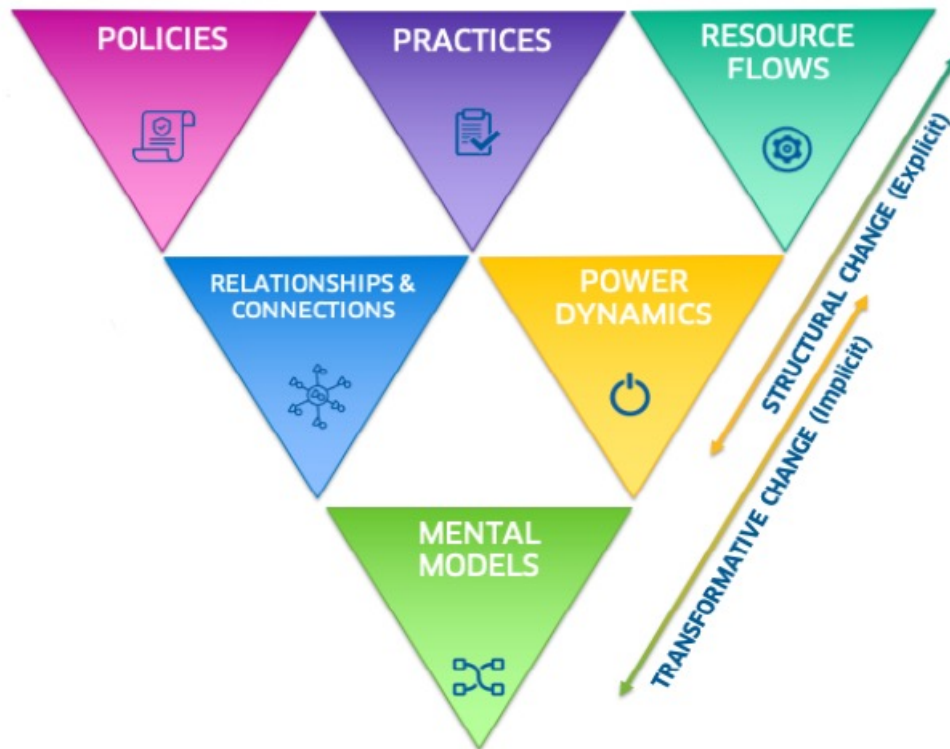 POLICIES
PRACTICES
RESOURCE
FLOWS
RELATIONSHIPS &
CONNECTIONS
POWER
DYNAMICS
MENTAL
MODELS
STRUCTURAL CHANGE (Explicit)
TRANSFORMATIVE CHANGE (Implicit)